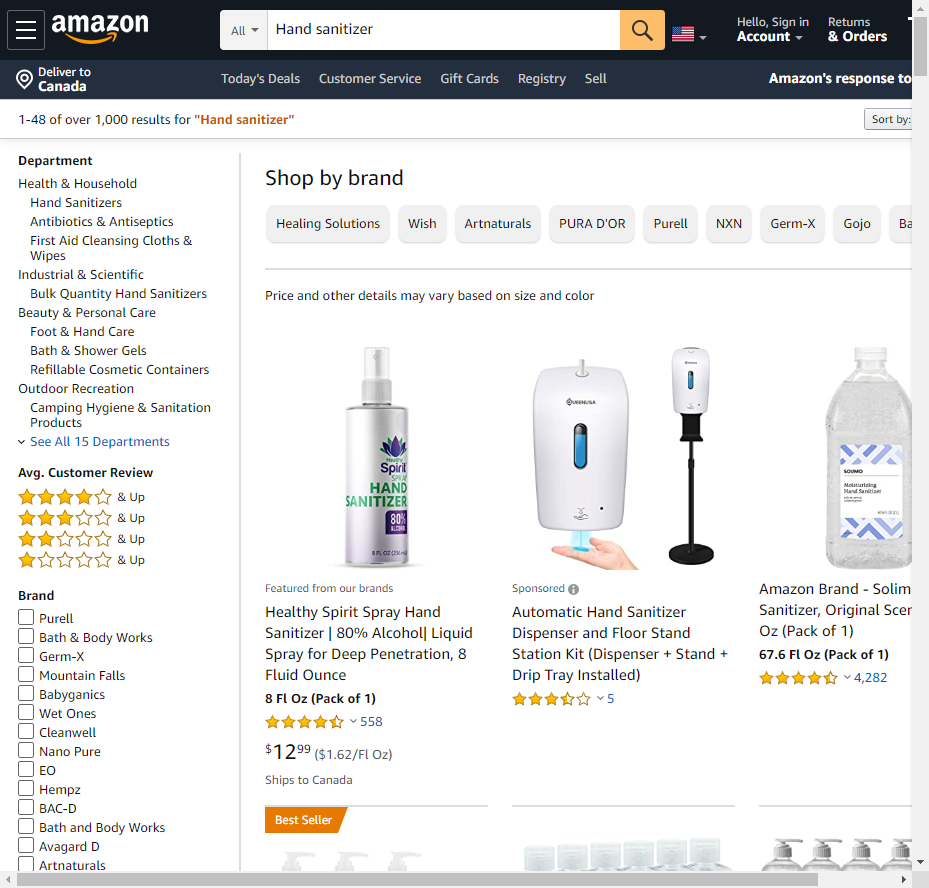 amazon
All
Hand sanitizer
Hello, Sign in
Account
Returns
& Orders
Deliver to
Canada
Today's Deals
Customer Service
Gift Cards
Registry
Sell
Amazon's response to
1-48 of over 1,000 results for "Hand sanitizer"
Sort by:
Department
Health & Household
Hand Sanitizers
Antibiotics & Antiseptics
First Aid Cleansing Cloths &
Wipes
Industrial & Scientific
Bulk Quantity Hand Sanitizers
Beauty & Personal Care
Foot & Hand Care
Bath & Shower Gels
Refillable Cosmetic Containers
Outdoor Recreation
Camping Hygiene & Sanitation
Products
See All 15 Departments
Avg. Customer Review
& Up
& Up
& Up
& Up
Brand
Purell
Bath & Body Works
Germ-X
Mountain Falls
Babyganics
Wet Ones
Cleanwell
Nano Pure
EO
Hempz
BAC-D
Bath and Body Works
Avagard D
Artnaturals
Shop by brand
Healing Solutions
Wish
Artnaturals
PURA D'OR
Purell
NXN
Germ-X
Gojo
Ba
Price and other details may vary based on size and color
Healthy
Spirit
SPRAY
HAND
SANITIZER
80%
ALCOHOL
8 FL OZ (236 mL)
Featured from our brands
Healthy Spirit Spray Hand
Sanitizer | 80% Alcohol| Liquid
Spray for Deep Penetration, 8
Fluid Ounce
8 Fl Oz (Pack of 1)
558
$12.99 ($1.62/Fl Oz)
Ships to Canada
QUEENUSA
Sponsored
Automatic Hand Sanitizer
Dispenser and Floor Stand
Station Kit (Dispenser + Stand +
Drip Tray Installed)
5
SOLIMO
Moisturizing
Hand Sanitizer
Amazon Brand - Solim
Sanitizer, Original Scen
Oz (Pack of 1)
67.6 Fl Oz (Pack of 1)
4,282
Best Seller